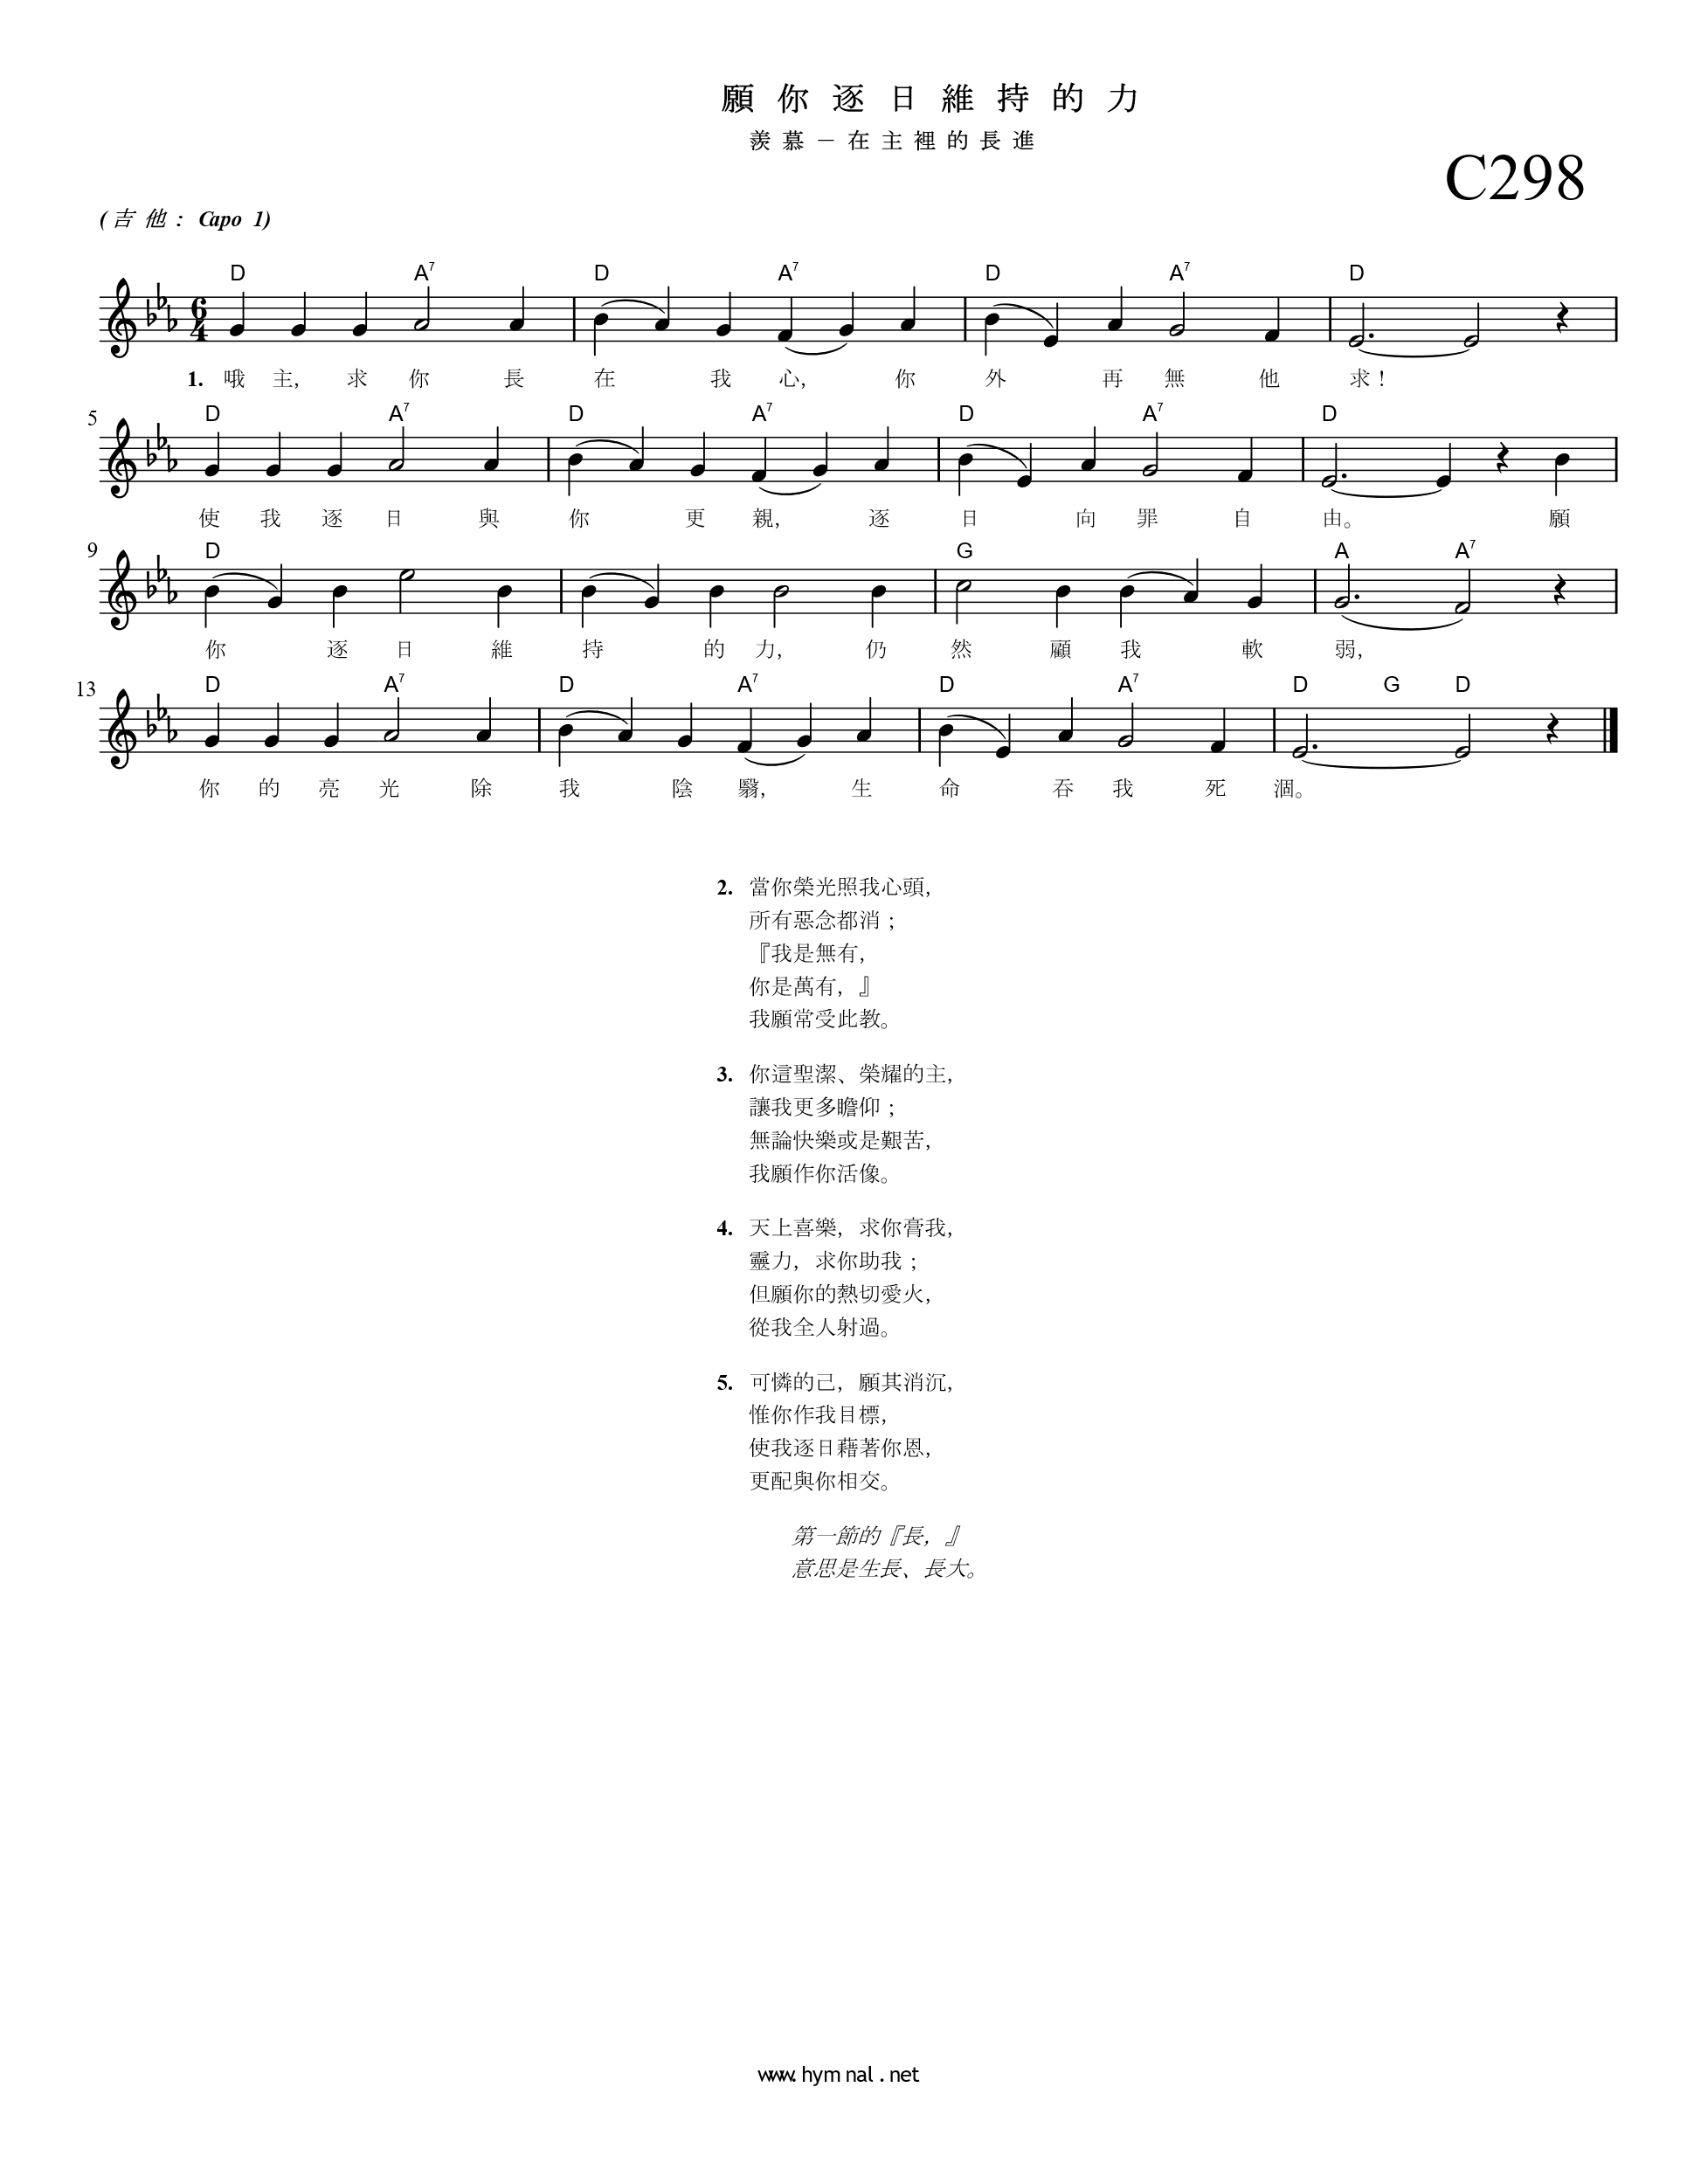 願你逐日維持的力
羨慕－在主裡的長進
C298
(吉他: Capo 1)
D A7 D A7 D A7 D
6
4
1. 哦 主, 求 你 長 在 我 心, 你 外 再 無 他 求！
5 D A7 D A7 D A7 D
使 我 逐 日 與 你 更 親, 逐 日 向 罪 自 由。 願
9 D G A A7
你 逐 日 維 持 的 力, 仍 然 顧 我 軟 弱,
13 D A7 D A7 D A7 D G D
你 的 亮 光 除 我 陰 翳, 生 命 吞 我 死 涸。
2. 當你榮光照我心頭,
所有惡念都消；
『我是無有,
你是萬有,』
我願常受此教。
3. 你這聖潔、榮耀的主,
讓我更多瞻仰；
無論快樂或是艱苦,
我願作你活像。
4. 天上喜樂, 求你膏我,
靈力, 求你助我；
但願你的熱切愛火,
從我全人射過。
5. 可憐的己, 願其消沉,
惟你作我目標,
使我逐日藉著你恩,
更配與你相交。
第一節的『長,』
意思是生長、長大。
www.hymnal.net